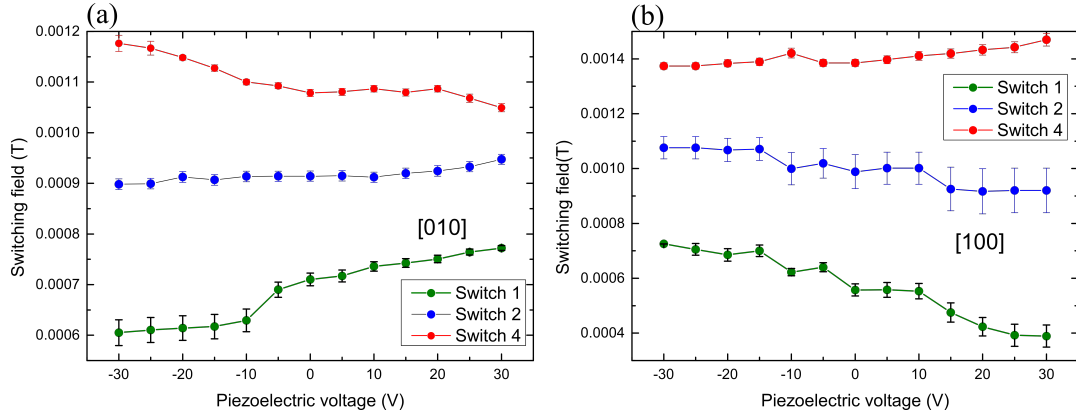 (a)
0.0012
0.0011
0.0010
0.0009
0.0008
0.0007
0.0006
Switching field (T)
[010]
Switch 1
Switch 2
Switch 4
-30 -20 -10 0 10 20 30
Piezoelectric voltage (V)
(b)
0.0014
0.0012
0.0010
0.0008
0.0006
0.0004
Switching field(T)
Switch 1
Switch 2
Switch 4
[100]
-30 -20 -10 0 10 20 30
Piezoelectric voltage (V)